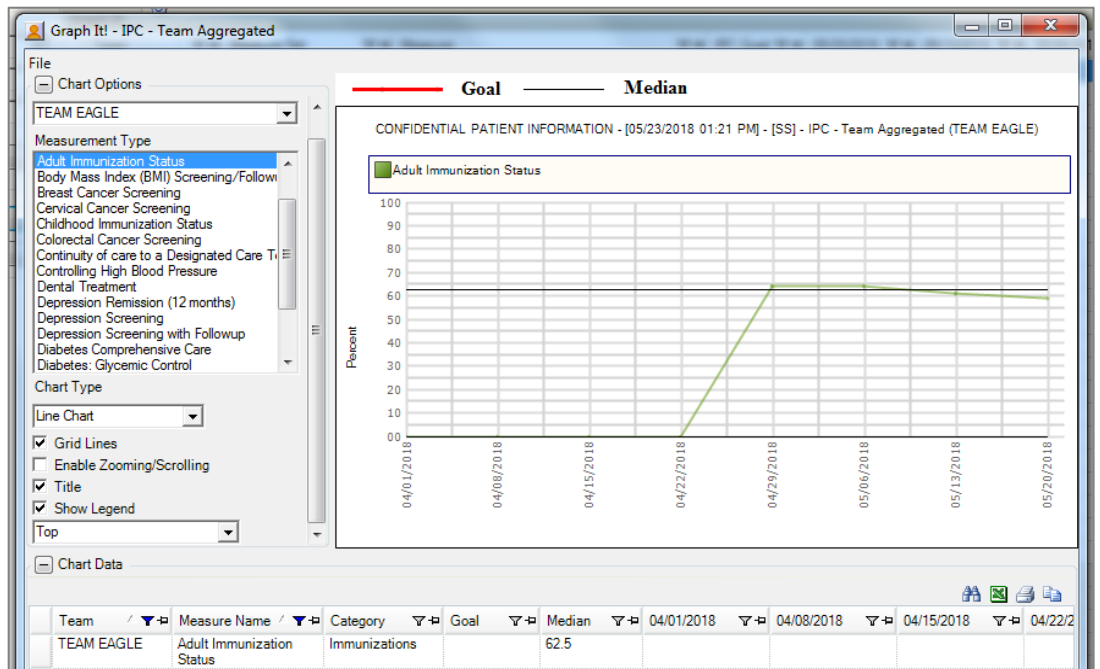 Graph It! - IPC - Team Aggregated
File
Chart Options
TEAM EAGLE
Measurement Type
Adult Immunization Status
Body Mass Index (BMI) Screening/Follow
Breast Cancer Screening
Cervical Cancer Screening
Childhood Immunization Status
Colorectal Cancer Screening
Continuity of care to a Designated Care T
Controlling High Blood Pressure
Dental Treatment
Depression Remission (12 months)
Depression Screening
Depression Screening with Followup
Diabetes Comprehensive Care
Diabetes: Glycemic Control
Chart Type
Line Chart
Grid Lines
Enable Zooming/Scrolling
Title
Show Legend
Top
Goal Median
CONFIDENTIAL PATIENT INFORMATION - [05/23/2018 01:21 PM] - [SS] - IPC - Team Aggregated (TEAM EAGLE)
Adult Immunization Status
Percent
100
90
80
70
60
50
40
30
20
10
00
04/01/2018
04/08/2018
04/15/2018
04/22/2018
04/29/2018
05/06/2018
05/13/2018
05/20/2018
Chart Data
Team Measure Name Category Goal Median 04/01/2018 04/08/2018 04/15/2018 04/22/2
TEAM EAGLE Adult Immunization Immunizations 62.5
Status